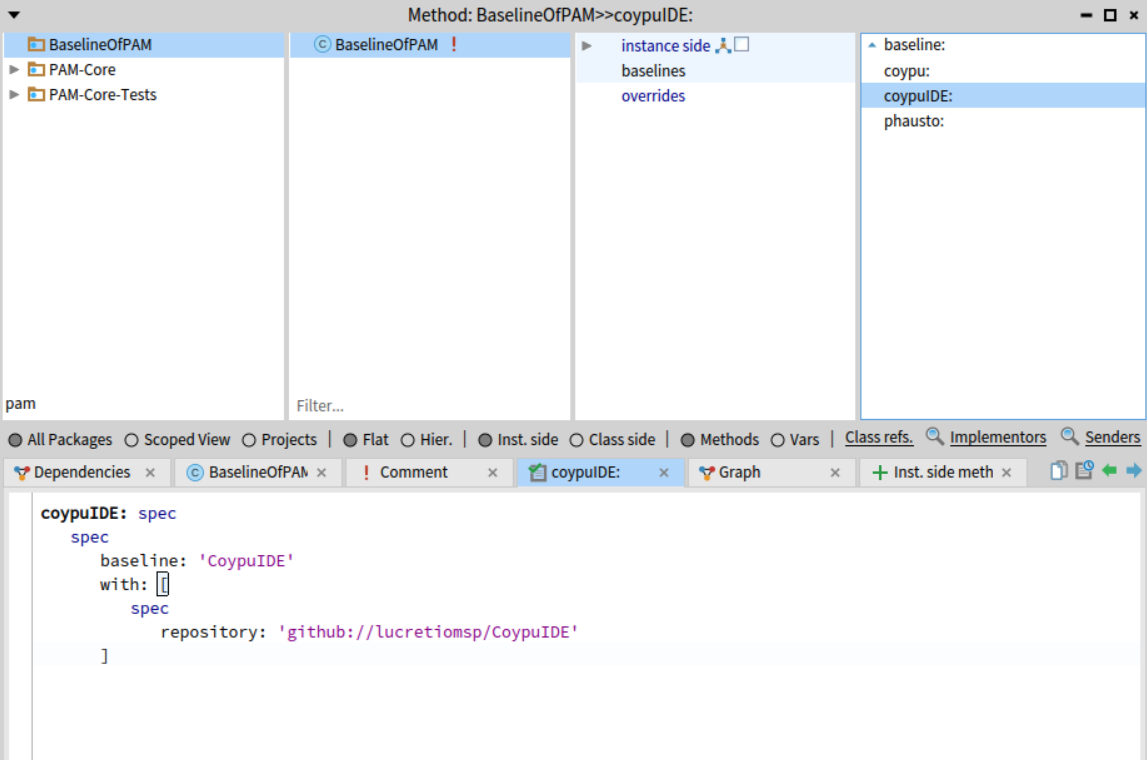 Method: BaselineOfPAM>>coypuIDE:
BaselineOfPAM
PAM-Core
PAM-Core-Tests
pam
BaselineOfPAM !
Filter...
instance side
baselines
overrides
baseline:
coypu:
coypuIDE:
phausto:
All Packages Scoped View Projects | Flat Hier. | Inst. side Class side | Methods Vars | Class refs. Implementors Senders
Dependencies × BaselineOfPAM × ! Comment × coypuIDE: × Graph × + Inst. side meth ×
coypuIDE: spec
spec
baseline: 'CoypuIDE'
with: [
spec
repository: 'github://lucretiomsp/CoypuIDE'
]